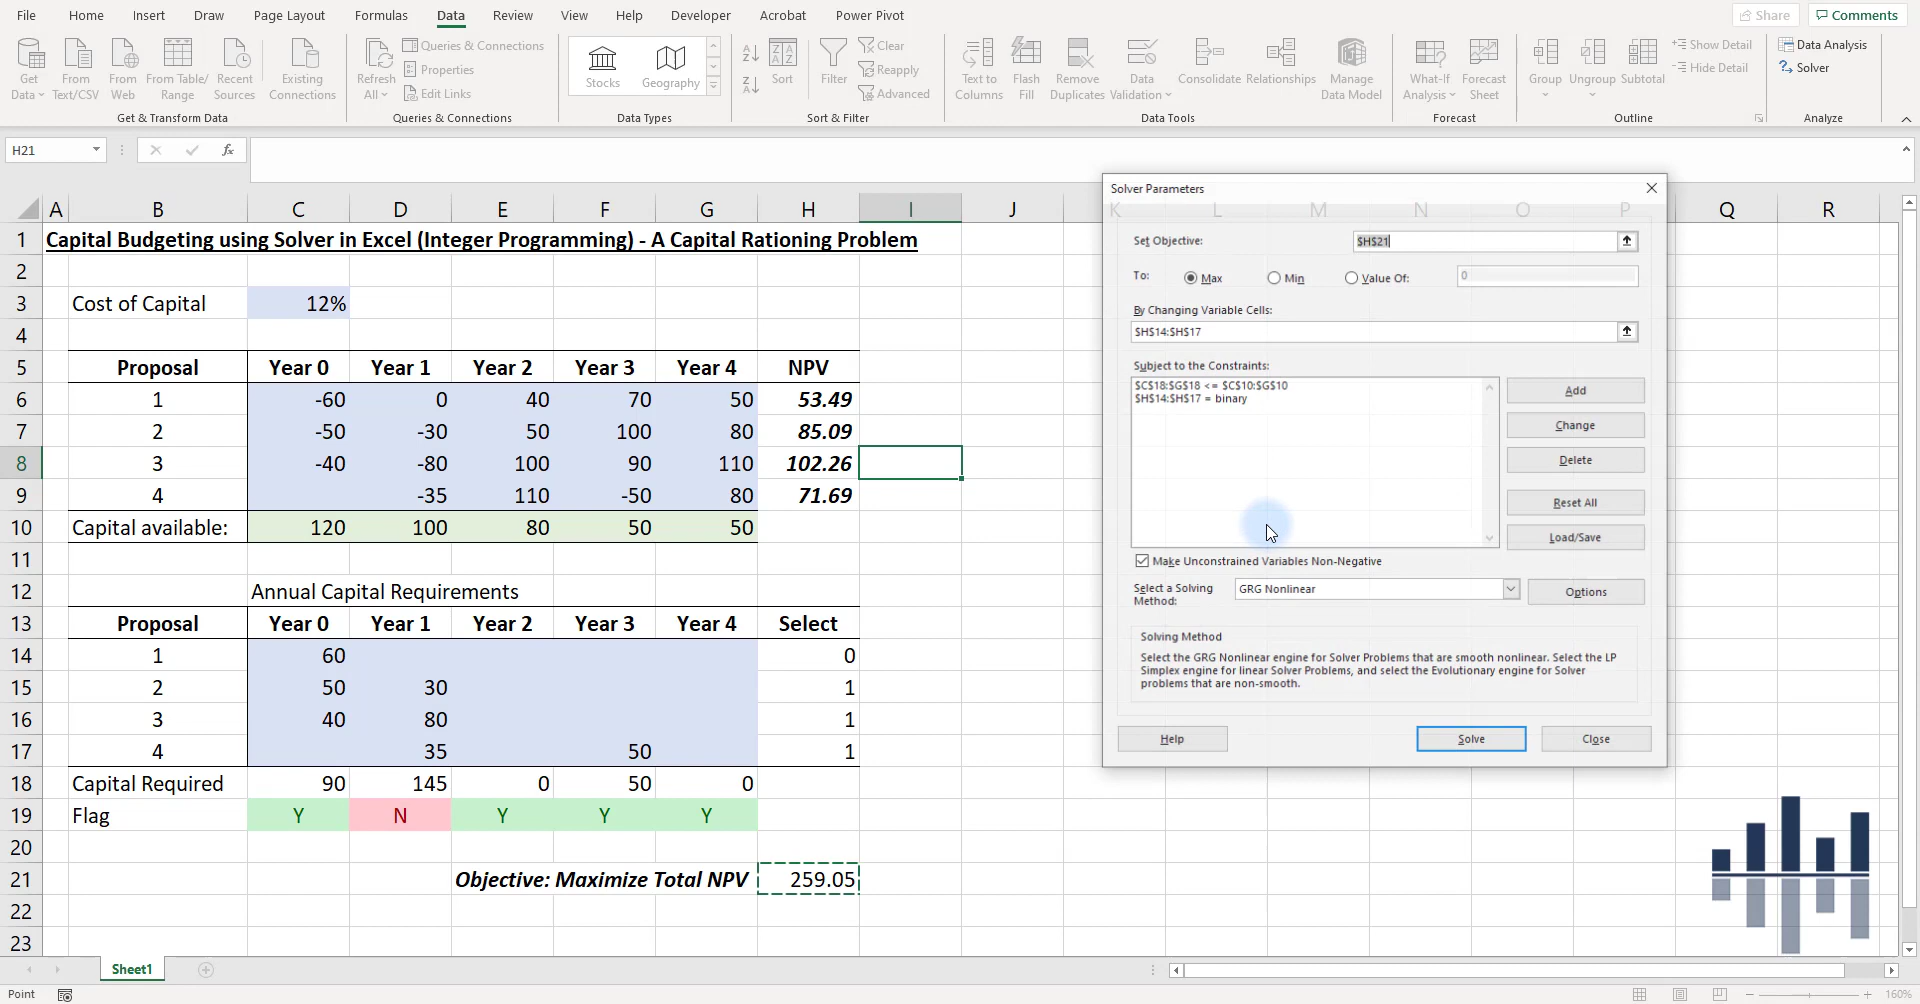 File Home Insert Draw Page Layout Formulas Data Review View Help Developer Acrobat Power Pivot Share Comments
Get Data From Text/CSV From Web From Table/ Range Recent Sources Existing Connections
Get & Transform Data
Refresh All Queries & Connections Properties Edit Links
Queries & Connections
Stocks Geography
Data Types
Sort Filter Clear Reapply Advanced
Sort & Filter
Text to Columns Flash Fill Remove Duplicates Data Validation Consolidate Relationships Manage Data Model
Data Tools
What-If Analysis Forecast Sheet
Forecast
Group Ungroup Subtotal Show Detail Hide Detail
Outline
Data Analysis Solver
Analyze
H21 fx
A B C D E F G H I J K L M N O P Q R
1 Capital Budgeting using Solver in Excel (Integer Programming) - A Capital Rationing Problem
2
3 Cost of Capital 12%
4
5 Proposal Year 0 Year 1 Year 2 Year 3 Year 4 NPV
6 1 -60 0 40 70 50 53.49
7 2 -50 -30 50 100 80 85.09
8 3 -40 -80 100 90 110 102.26
9 4 -35 110 -50 80 71.69
10 Capital available: 120 100 80 50 50
11
12 Annual Capital Requirements
13 Proposal Year 0 Year 1 Year 2 Year 3 Year 4 Select
14 1 60 0
15 2 50 30 1
16 3 40 80 1
17 4 35 50 1
18 Capital Required 90 145 0 50 0
19 Flag Y N Y Y Y
20
21 Objective: Maximize Total NPV 259.05
22
23
Solver Parameters
Set Objective: $H$21
To: Max Min Value Of: 0
By Changing Variable Cells:
$H$14:$H$17
Subject to the Constraints:
$C$18:$G$18 <= $C$10:$G$10
$H$14:$H$17 = binary
Add
Change
Delete
Reset All
Load/Save
Make Unconstrained Variables Non-Negative
Select a Solving Method: GRG Nonlinear Options
Solving Method
Select the GRG Nonlinear engine for Solver Problems that are smooth nonlinear. Select the LP
Simplex engine for linear Solver Problems, and select the Evolutionary engine for Solver
problems that are non-smooth.
Help Solve Close
Sheet1
Point 160%